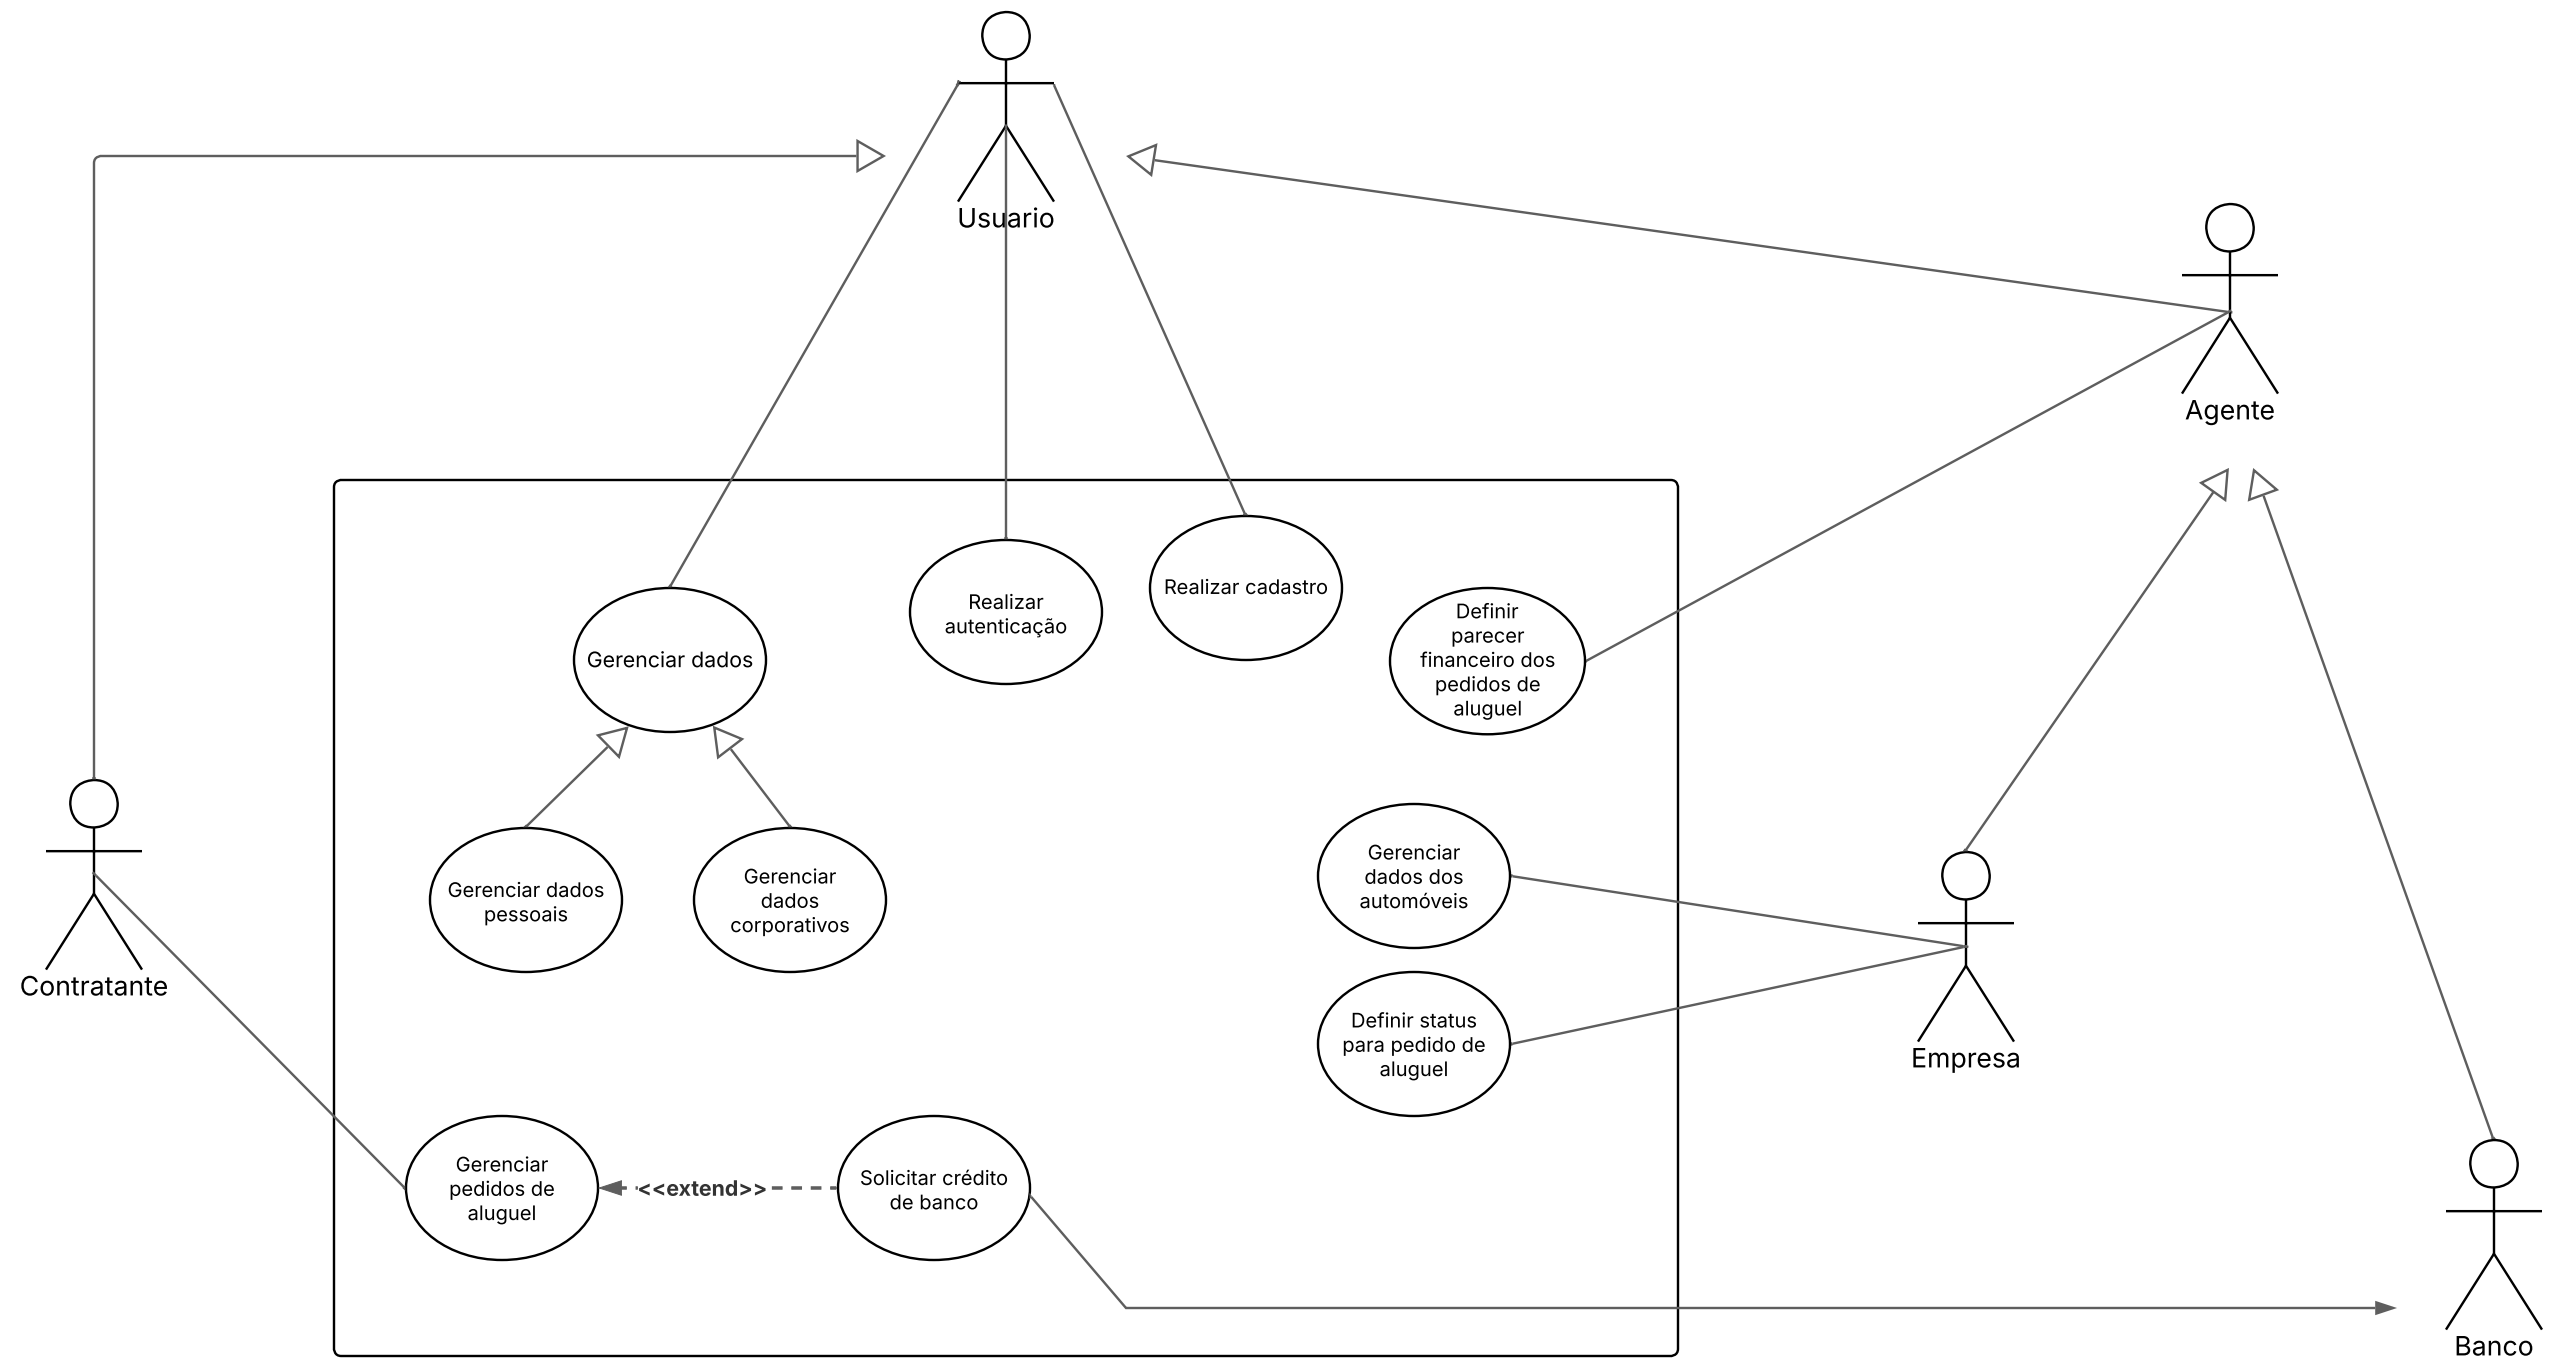 Usuario
Agente
Realizar cadastro
Realizar
autenticação
Gerenciar dados
Definir
parecer
financeiro dos
pedidos de
aluguel
Gerenciar dados
pessoais
Gerenciar
dados
corporativos
Gerenciar
dados dos
automóveis
Contratante
Definir status
para pedido de
aluguel
Empresa
Gerenciar
pedidos de
aluguel
<<extend>>
Solicitar crédito
de banco
Banco